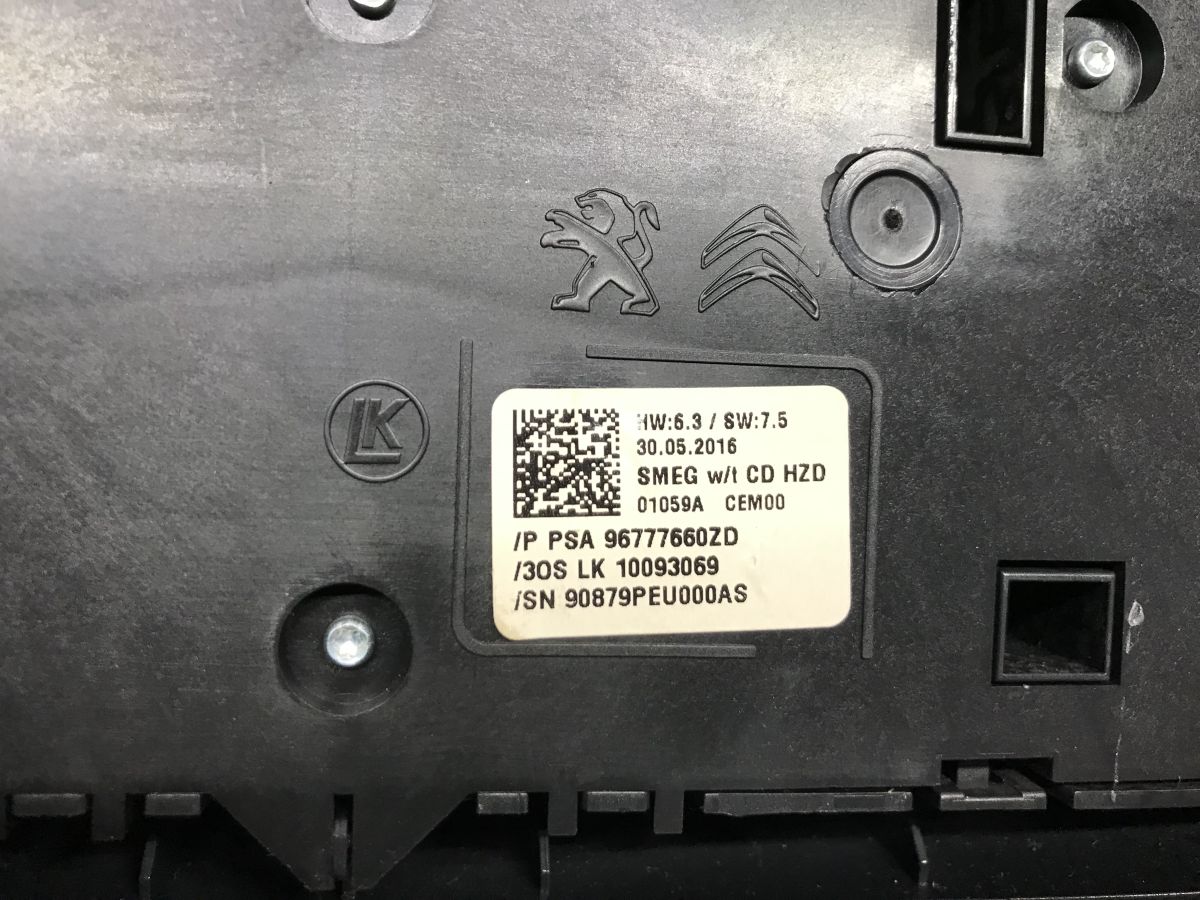 LK
HW:6.3 / SW:7.5
30.05.2016
SMEG w/t CD HZD
01059A CEM00
/P PSA 96777660ZD
/3OS LK 10093069
/SN 90879PEU000AS